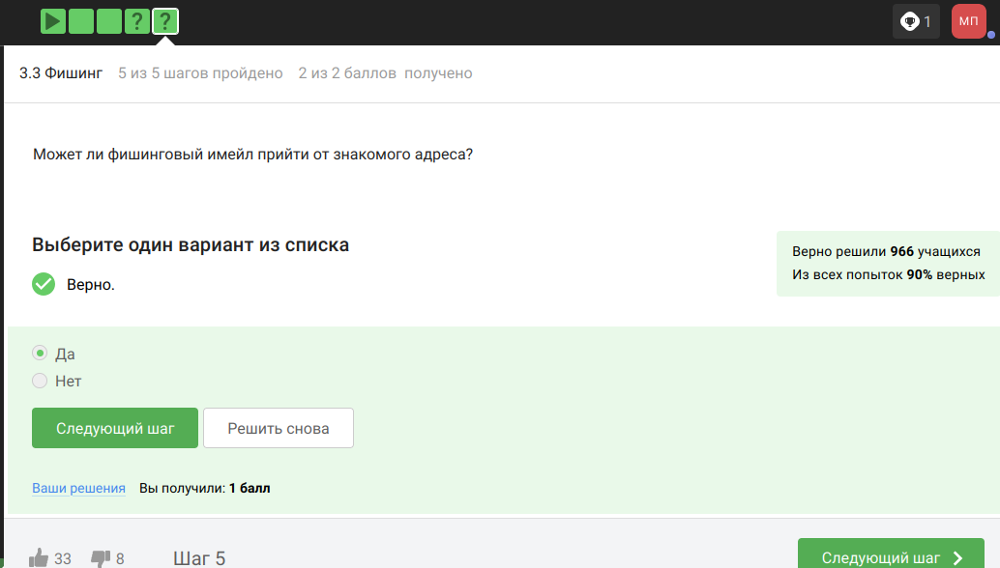 ? ? 1 МП
3.3 Фишинг 5 из 5 шагов пройдено 2 из 2 баллов получено
Может ли фишинговый имейл прийти от знакомого адреса?
Выберите один вариант из списка
Верно.
Верно решили 966 учащихся
Из всех попыток 90% верных
Да
Нет
Следующий шаг Решить снова
Ваши решения Вы получили: 1 балл
33 8 Шаг 5 Следующий шаг